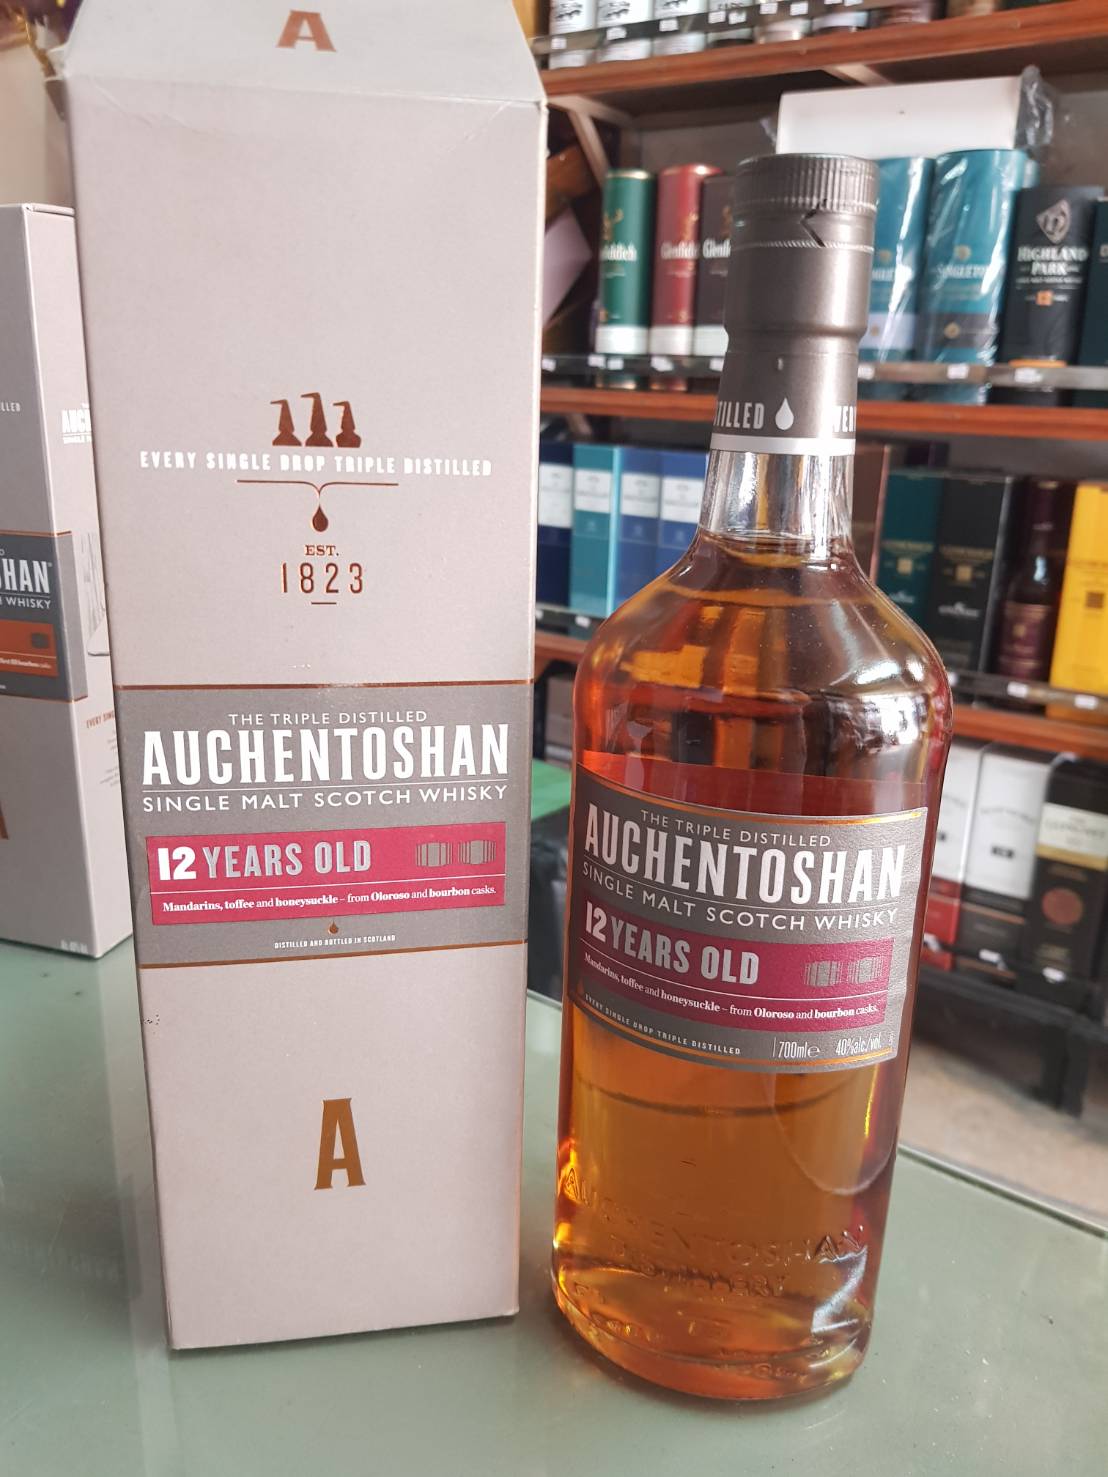 A
EVERY SINGLE DROP TRIPLE DISTILLED
EST.
1823
THE TRIPLE DISTILLED
AUCHENTOSHAN
SINGLE MALT SCOTCH WHISKY
12 YEARS OLD
Mandarins, toffee and honeysuckle – from Oloroso and bourbon casks.
DISTILLED AND BOTTLED IN SCOTLAND
A
THE TRIPLE DISTILLED
AUCHENTOSHAN
SINGLE MALT SCOTCH WHISKY
12 YEARS OLD
Mandarins, toffee and honeysuckle – from Oloroso and bourbon casks.
EVERY SINGLE DROP TRIPLE DISTILLED
700ml e 40%alc/vol.
AUCHENTOSHAN
DISTILLERY
HIGHLAND
PARK
12
WHISKY